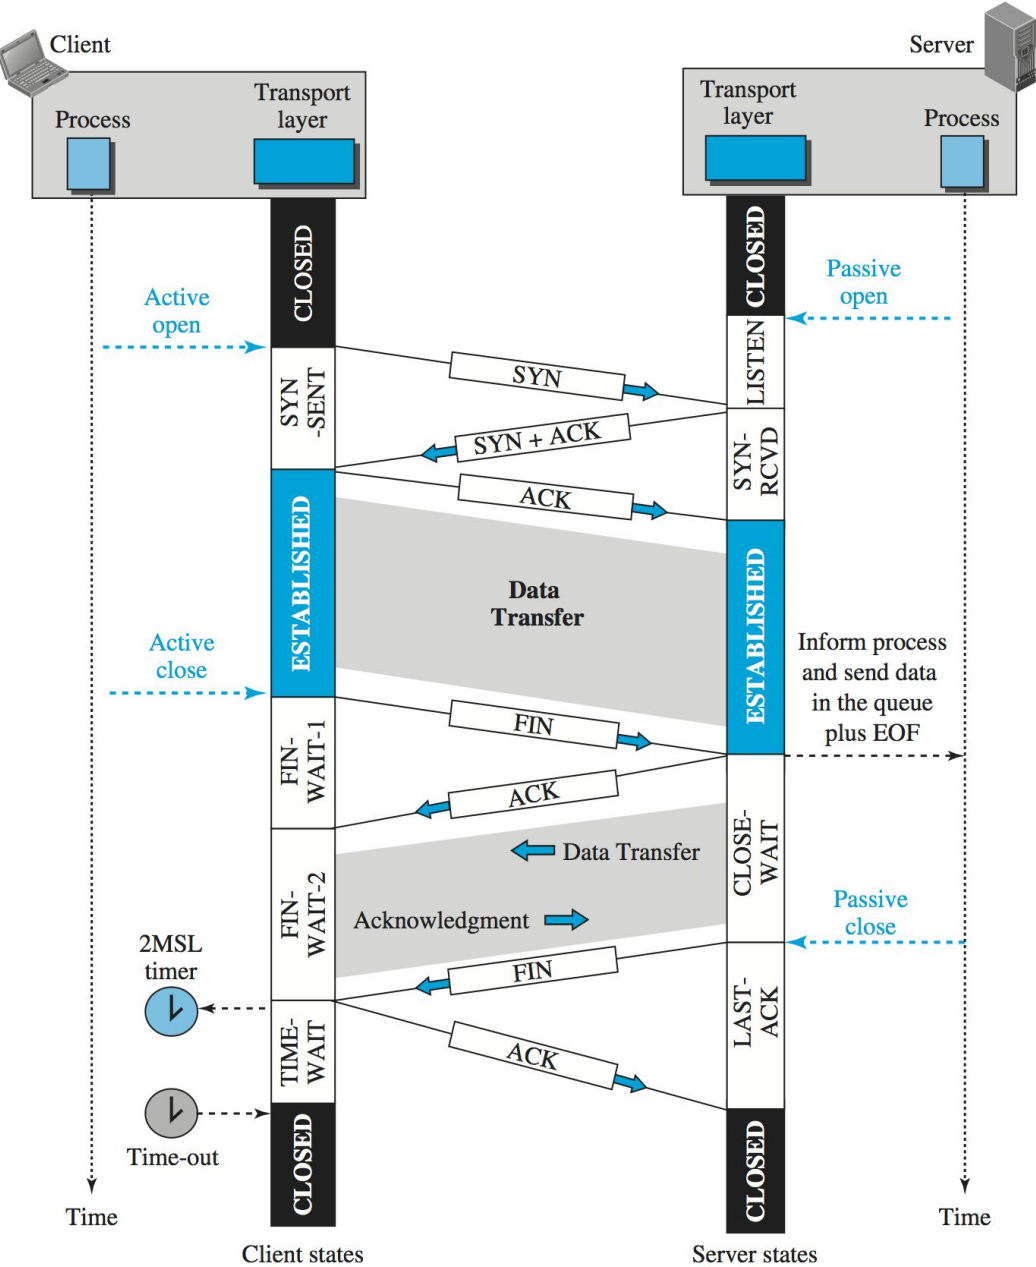 Client
Server
Process
Transport
layer
Transport
layer
Process
CLOSED
CLOSED
Active
open
Passive
open
SYN
-SENT
SYN
LISTEN
SYN + ACK
SYN-
RCVD
ACK
ESTABLISHED
Data
Transfer
ESTABLISHED
Active
close
Inform process
and send data
in the queue
plus EOF
FIN-
WAIT-1
FIN
ACK
CLOSE-
WAIT
Data Transfer
FIN-
WAIT-2
Acknowledgment
Passive
close
2MSL
timer
FIN
LAST-
ACK
TIME-
WAIT
ACK
Time-out
CLOSED
CLOSED
Time
Time
Client states
Server states